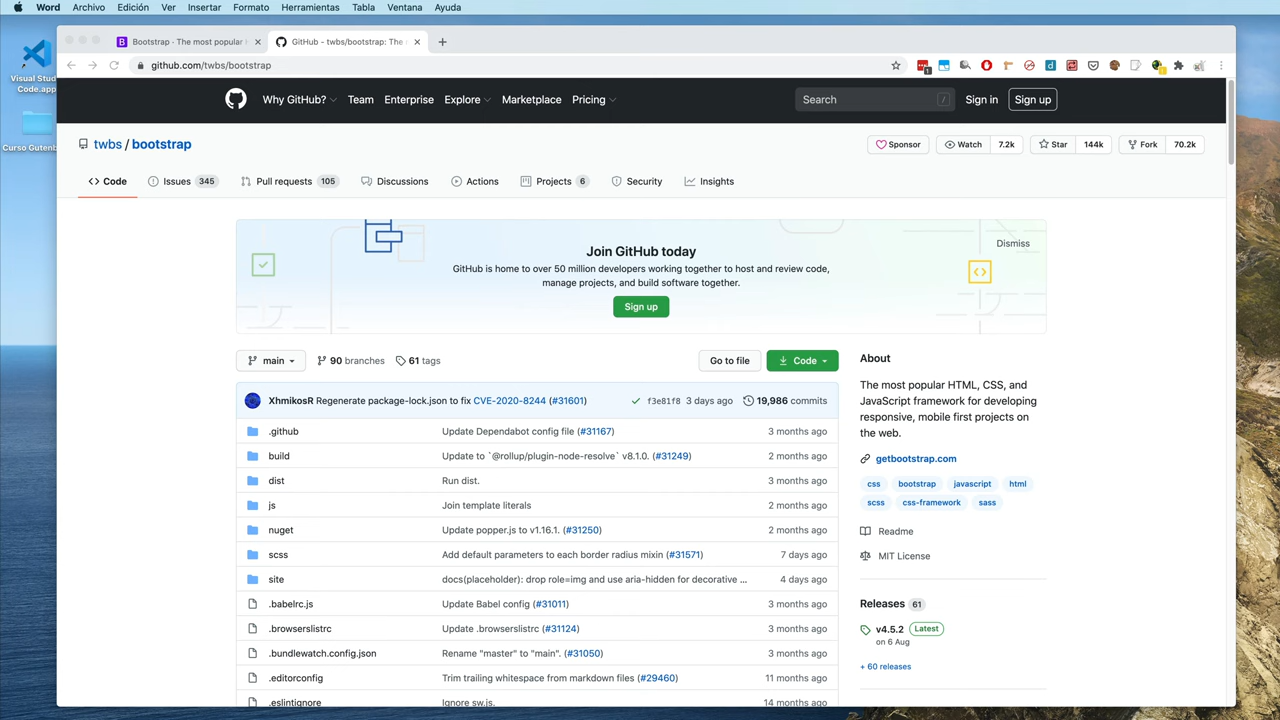 Word Archivo Edición Ver Insertar Formato Herramientas Tabla Ventana Ayuda
Bootstrap · The most popular
GitHub - twbs/bootstrap: The
github.com/twbs/bootstrap
Visual Stud
Code.app
Curso Gutenb
Why GitHub? Team Enterprise Explore Marketplace Pricing
Search /
Sign in
Sign up
twbs / bootstrap
Sponsor
Watch 7.2k
Star 144k
Fork 70.2k
Code
Issues 345
Pull requests 105
Discussions
Actions
Projects 6
Security
Insights
Join GitHub today
Dismiss
GitHub is home to over 50 million developers working together to host and review code,
manage projects, and build software together.
Sign up
main
90 branches
61 tags
Go to file
Code
XhmikosR Regenerate package-lock.json to fix CVE-2020-8244 (#31601)
f3e81f8 3 days ago
19,986 commits
.github Update Dependabot config file (#31167) 3 months ago
build Update to `@rollup/plugin-node-resolve` v8.1.0. (#31249) 2 months ago
dist Run dist. 3 months ago
js Join template literals 2 months ago
nuget Update popper.js to v1.16.1. (#31250) 2 months ago
scss Add default parameters to each border radius mixin (#31571) 7 days ago
site docs(placeholder): drop role=img and use aria-hidden for decorative ... 4 days ago
.babelrc.js Update Babel config (#31011) 3 months ago
.browserslistrc Update browserslistrc (#31124) 3 months ago
.bundlewatch.config.json Rename "master" to "main". (#31050) 3 months ago
.editorconfig Trim trailing whitespace from markdown files (#29460) 11 months ago
.eslintignore 14 months ago
About
The most popular HTML, CSS, and
JavaScript framework for developing
responsive, mobile first projects on
the web.
getbootstrap.com
css bootstrap javascript html
scss css-framework sass
Readme
MIT License
Releases 61
v4.5.2 Latest
on 6 Aug
+ 60 releases